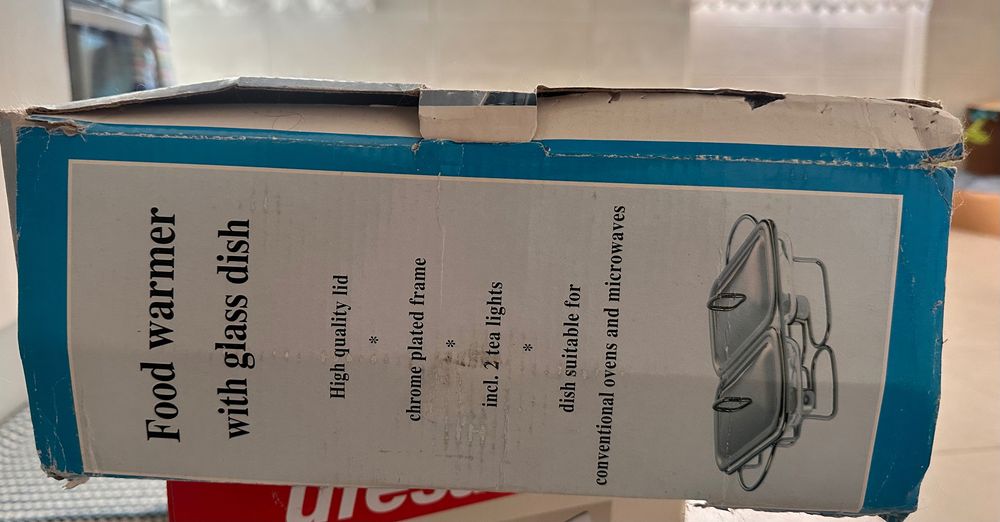 Food warmer
with glass dish
High quality lid
*
chrome plated frame
*
incl. 2 tea lights
*
dish suitable for
conventional ovens and microwaves